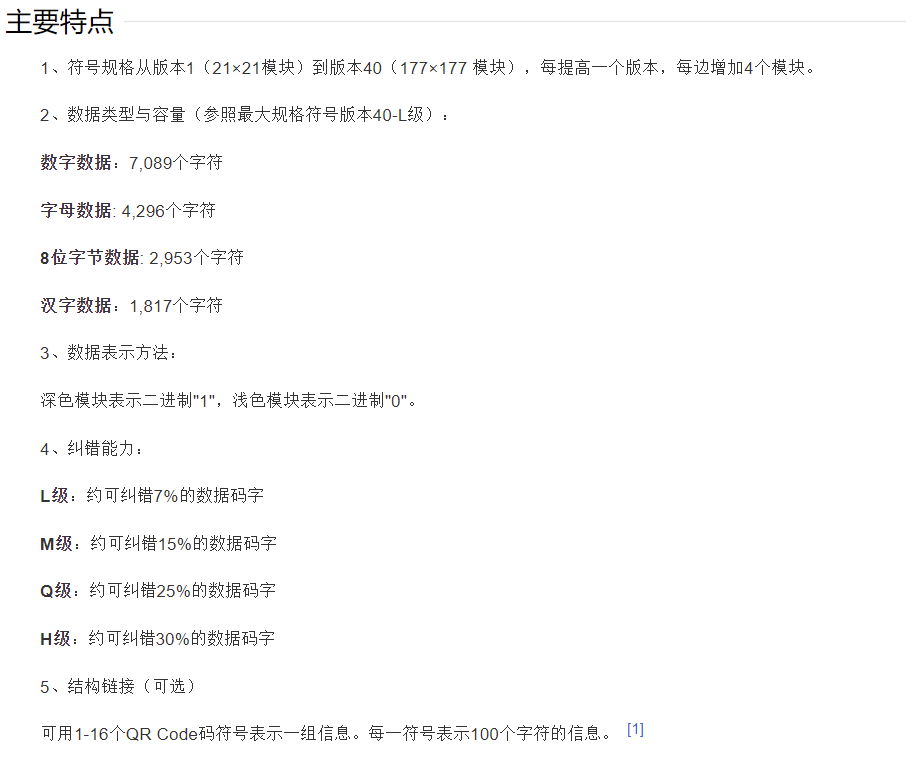 主要特点
1、符号规格从版本1（21×21模块）到版本40（177×177 模块），每提高一个版本，每边增加4个模块。
2、数据类型与容量（参照最大规格符号版本40-L级）：
数字数据：7,089个字符
字母数据: 4,296个字符
8位字节数据: 2,953个字符
汉字数据：1,817个字符
3、数据表示方法：
深色模块表示二进制"1"，浅色模块表示二进制"0"。
4、纠错能力：
L级：约可纠错7%的数据码字
M级：约可纠错15%的数据码字
Q级：约可纠错25%的数据码字
H级：约可纠错30%的数据码字
5、结构链接（可选）
可用1-16个QR Code码符号表示一组信息。每一符号表示100个字符的信息。 [1]